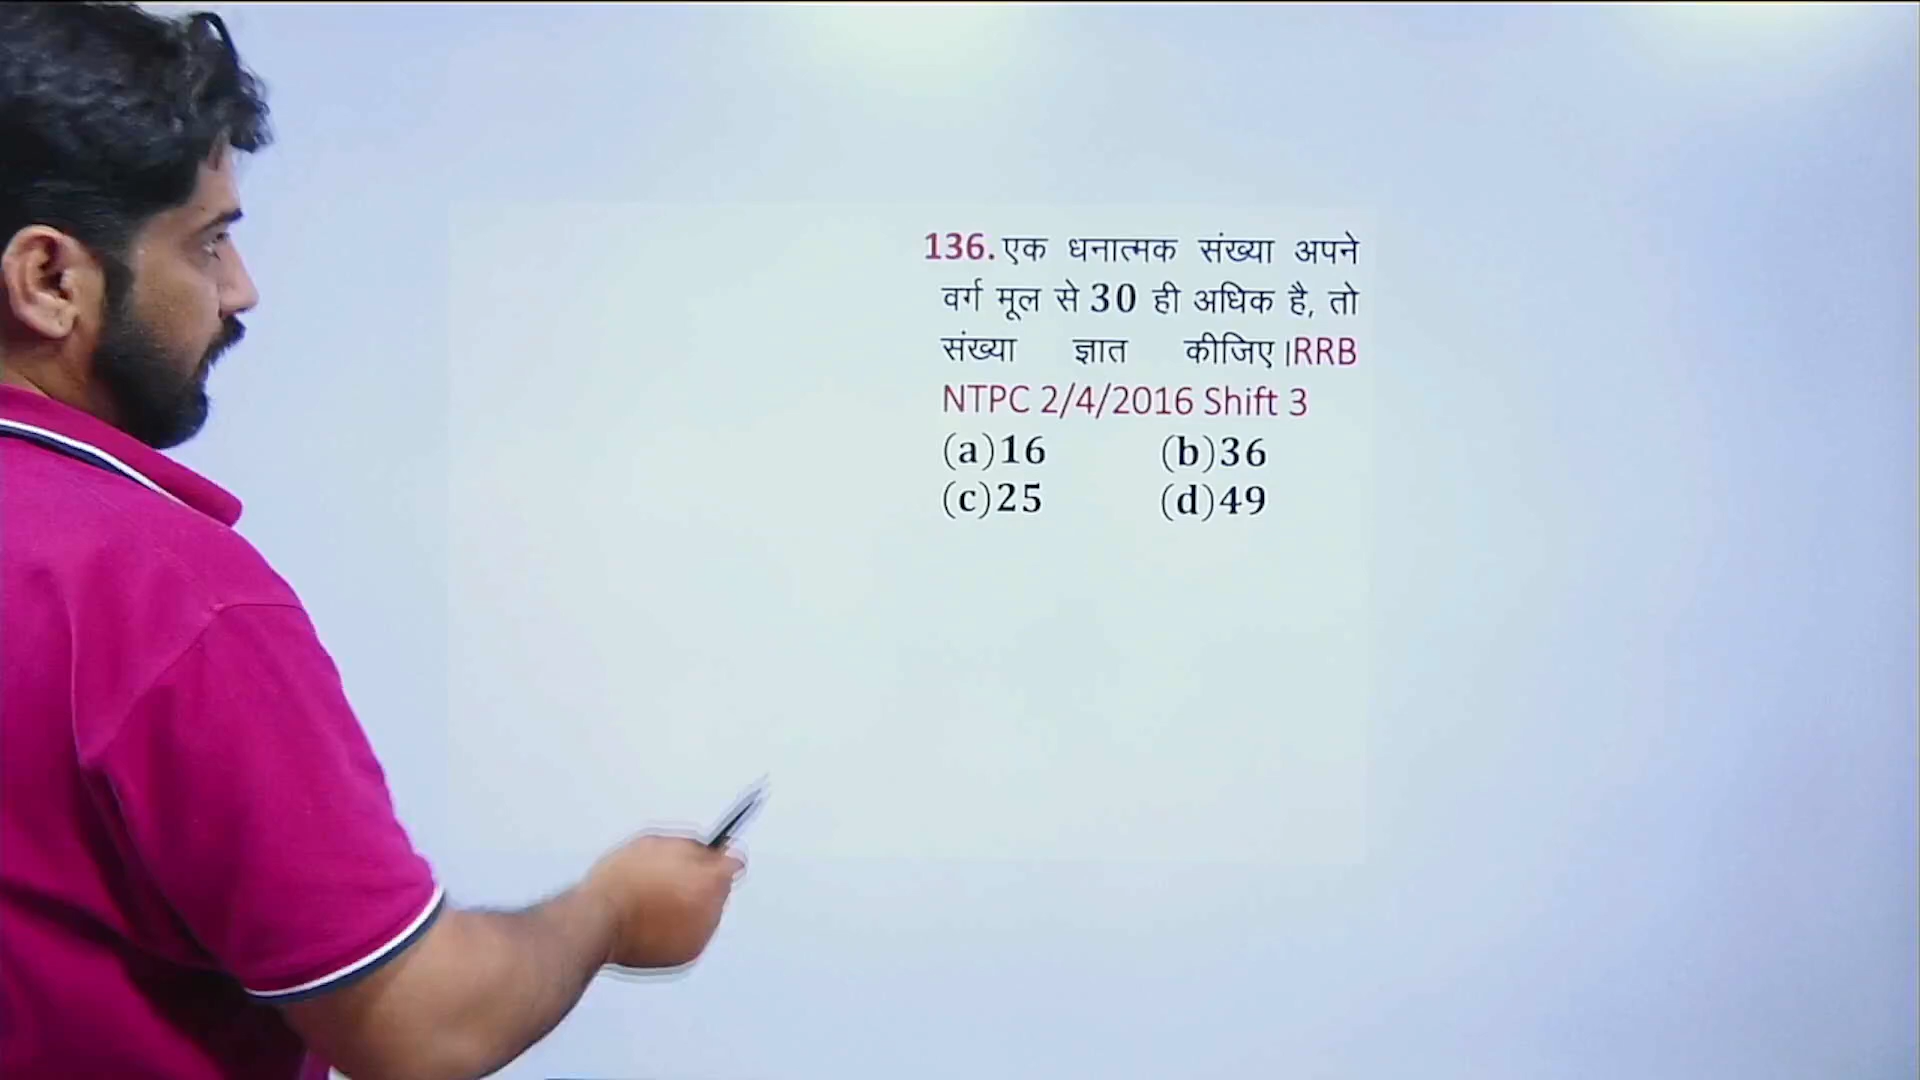 136. एक धनात्मक संख्या अपने
वर्ग मूल से 30 ही अधिक है, तो
संख्या ज्ञात कीजिए।RRB
NTPC 2/4/2016 Shift 3
(a)16 (b)36
(c)25 (d)49